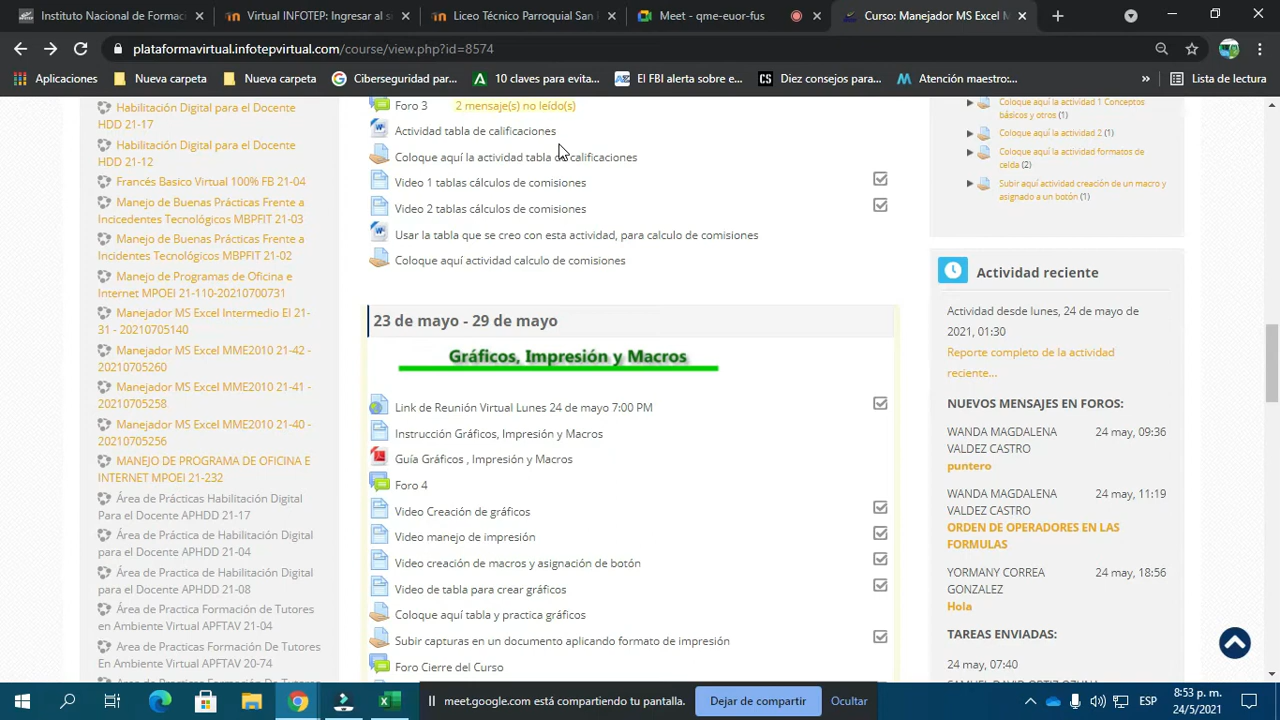 Instituto Nacional de Formaci
Virtual INFOTEP: Ingresar al si
Liceo Técnico Parroquial San
Meet - qme-euor-fus
Curso: Manejador MS Excel M
plataformavirtual.infotepvirtual.com/course/view.php?id=8574
Aplicaciones
Nueva carpeta
Nueva carpeta
Ciberseguridad par...
10 claves para evita...
El FBI alerta sobre e...
Diez consejos para...
Atención maestro:...
»
Lista de lectura
Habilitación Digital para el Docente
HDD 21-17
Habilitación Digital para el Docente
HDD 21-12
Francés Basico Virtual 100% FB 21-04
Manejo de Buenas Prácticas Frente a
Incicedentes Tecnológicos MBPFIT 21-03
Manejo de Buenas Prácticas Frente a
Incidentes Tecnológicos MBPFIT 21-02
Manejo de Programas de Oficina e
Internet MPOEI 21-110-20210700731
Manejador MS Excel Intermedio EI 21-
31 - 20210705140
Manejador MS Excel MME2010 21-42 -
20210705260
Manejador MS Excel MME2010 21-41 -
20210705258
Manejador MS Excel MME2010 21-40 -
20210705256
MANEJO DE PROGRAMA DE OFICINA E
INTERNET MPOEI 21-232
Área de Prácticas Habilitación Digital
Para el Docente APHDD 21-17
Área de Práctica de Habilitación Digital
para el Docente APHDD 21-04
Área de Practica de Habilitación Digital
para el Docente APHDD 21-08
Área de Practica Formación de Tutores
en Ambiente Virtual APFTAV 21-04
Área de Practicas Formación De Tutores
En Ambiente Virtual APFTAV 20-74
Foro 3
2 mensaje(s) no leído(s)
Actividad tabla de calificaciones
Coloque aquí la actividad tabla de calificaciones
Video 1 tablas cálculos de comisiones
Video 2 tablas cálculos de comisiones
Usar la tabla que se creo con esta actividad, para calculo de comisiones
Coloque aquí actividad calculo de comisiones
23 de mayo - 29 de mayo
Gráficos, Impresión y Macros
Link de Reunión Virtual Lunes 24 de mayo 7:00 PM
Instrucción Gráficos, Impresión y Macros
Guía Gráficos , Impresión y Macros
Foro 4
Video Creación de gráficos
Video manejo de impresión
Video creación de macros y asignación de botón
Video de tabla para crear gráficos
Coloque aquí tabla y practica gráficos
Subir capturas en un documento aplicando formato de impresión
Foro Cierre del Curso
Coloque aquí la actividad 1 Conceptos
básicos y otros (1)
Coloque aquí la actividad 2 (1)
Coloque aquí la actividad formatos de
celda (2)
Subir aquí actividad creación de un macro y
asignado a un botón (1)
Actividad reciente
Actividad desde lunes, 24 de mayo de
2021, 01:30
Reporte completo de la actividad
reciente...
NUEVOS MENSAJES EN FOROS:
WANDA MAGDALENA
VALDEZ CASTRO
24 may, 09:36
puntero
WANDA MAGDALENA
VALDEZ CASTRO
24 may, 11:19
ORDEN DE OPERADORES EN LAS
FORMULAS
YORMANY CORREA
GONZALEZ
24 may, 18:56
Hola
TAREAS ENVIADAS:
24 may, 07:40
meet.google.com está compartiendo tu pantalla.
Dejar de compartir
Ocultar
ESP
8:53 p. m.
24/5/2021